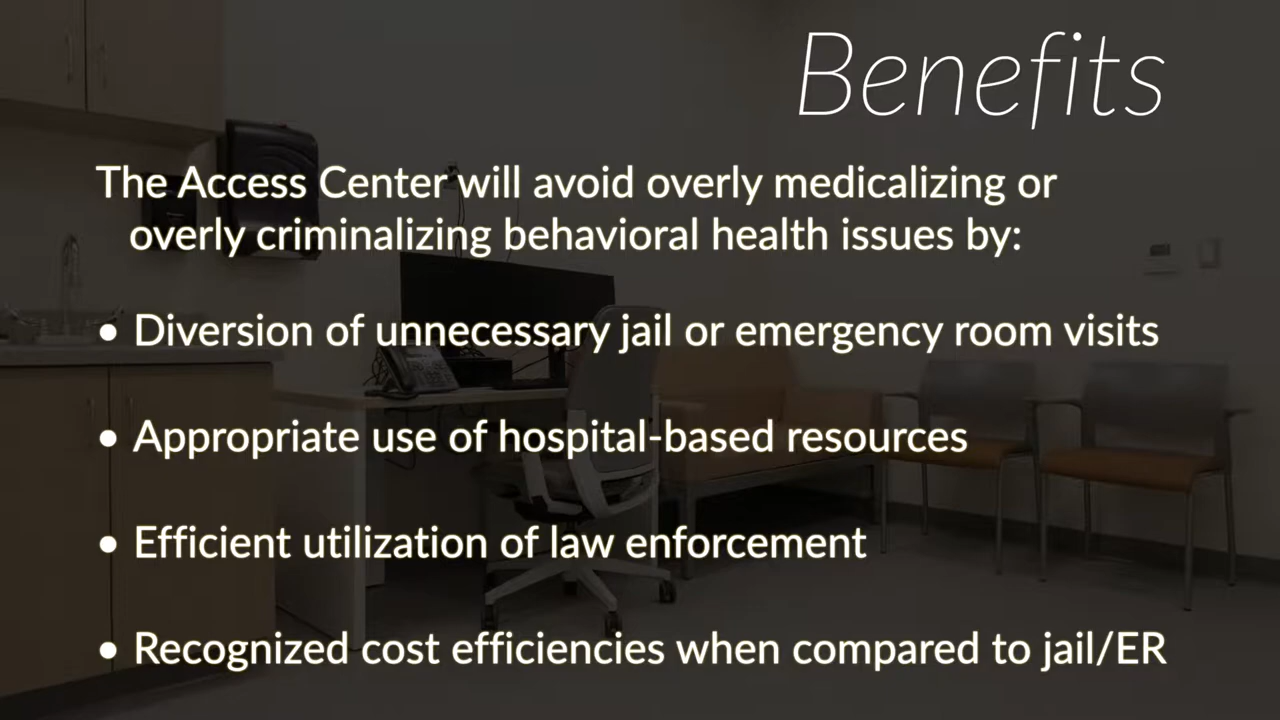 Benefits
The Access Center will avoid overly medicalizing or
overly criminalizing behavioral health issues by:
• Diversion of unnecessary jail or emergency room visits
• Appropriate use of hospital-based resources
• Efficient utilization of law enforcement
• Recognized cost efficiencies when compared to jail/ER